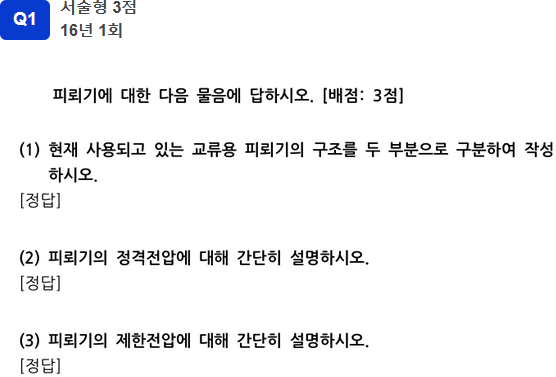 Q1
서술형 3점
16년 1회
피뢰기에 대한 다음 물음에 답하시오. [배점: 3점]
(1) 현재 사용되고 있는 교류용 피뢰기의 구조를 두 부분으로 구분하여 작성
하시오.
[정답]
(2) 피뢰기의 정격전압에 대해 간단히 설명하시오.
[정답]
(3) 피뢰기의 제한전압에 대해 간단히 설명하시오.
[정답]